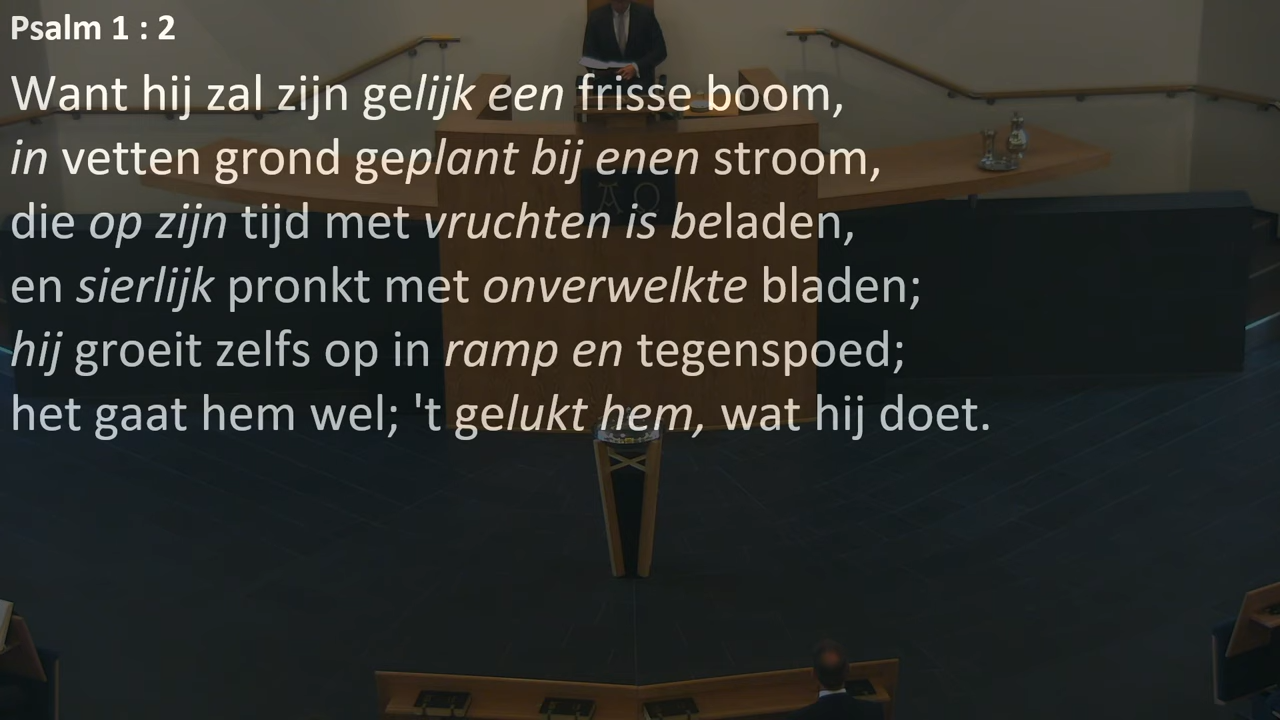 Psalm 1 : 2
Want hij zal zijn gelijk een frisse boom,
in vetten grond geplant bij enen stroom,
die op zijn tijd met vruchten is beladen,
en sierlijk pronkt met onverwelkte bladen;
hij groeit zelfs op in ramp en tegenspoed;
het gaat hem wel; 't gelukt hem, wat hij doet.
ΑΩ